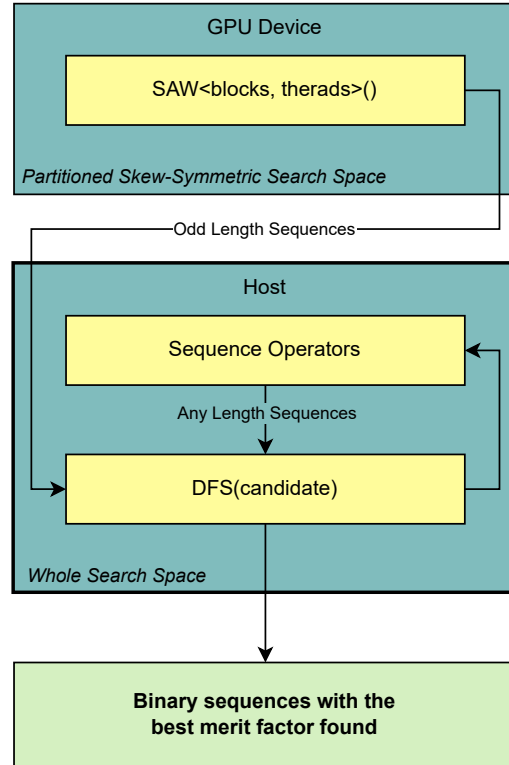 GPU Device
SAW<blocks, therads>()
Partitioned Skew-Symmetric Search Space
Odd Length Sequences
Host
Sequence Operators
Any Length Sequences
DFS(candidate)
Whole Search Space
Binary sequences with the
best merit factor found